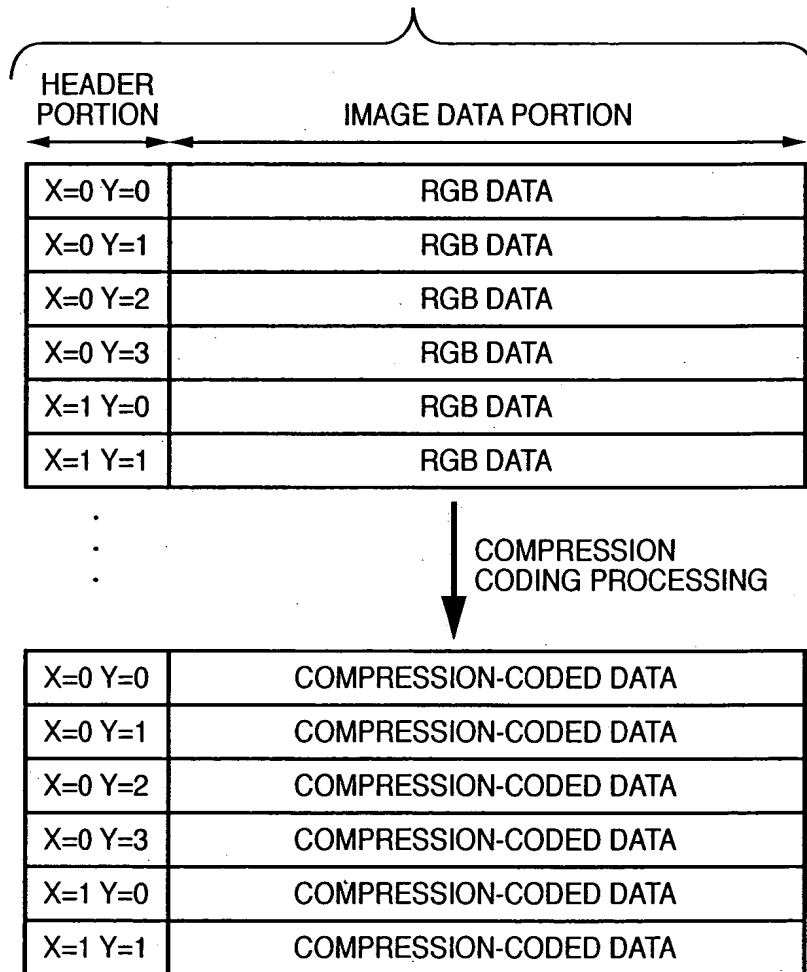 HEADER
PORTION
IMAGE DATA PORTION
X=0 Y=0 RGB DATA
X=0 Y=1 RGB DATA
X=0 Y=2 RGB DATA
X=0 Y=3 RGB DATA
X=1 Y=0 RGB DATA
X=1 Y=1 RGB DATA
COMPRESSION
CODING PROCESSING
X=0 Y=0 COMPRESSION-CODED DATA
X=0 Y=1 COMPRESSION-CODED DATA
X=0 Y=2 COMPRESSION-CODED DATA
X=0 Y=3 COMPRESSION-CODED DATA
X=1 Y=0 COMPRESSION-CODED DATA
X=1 Y=1 COMPRESSION-CODED DATA